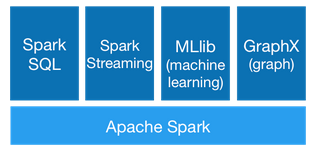 Spark
SQL
Spark
Streaming
MLlib
(machine
learning)
GraphX
(graph)
Apache Spark